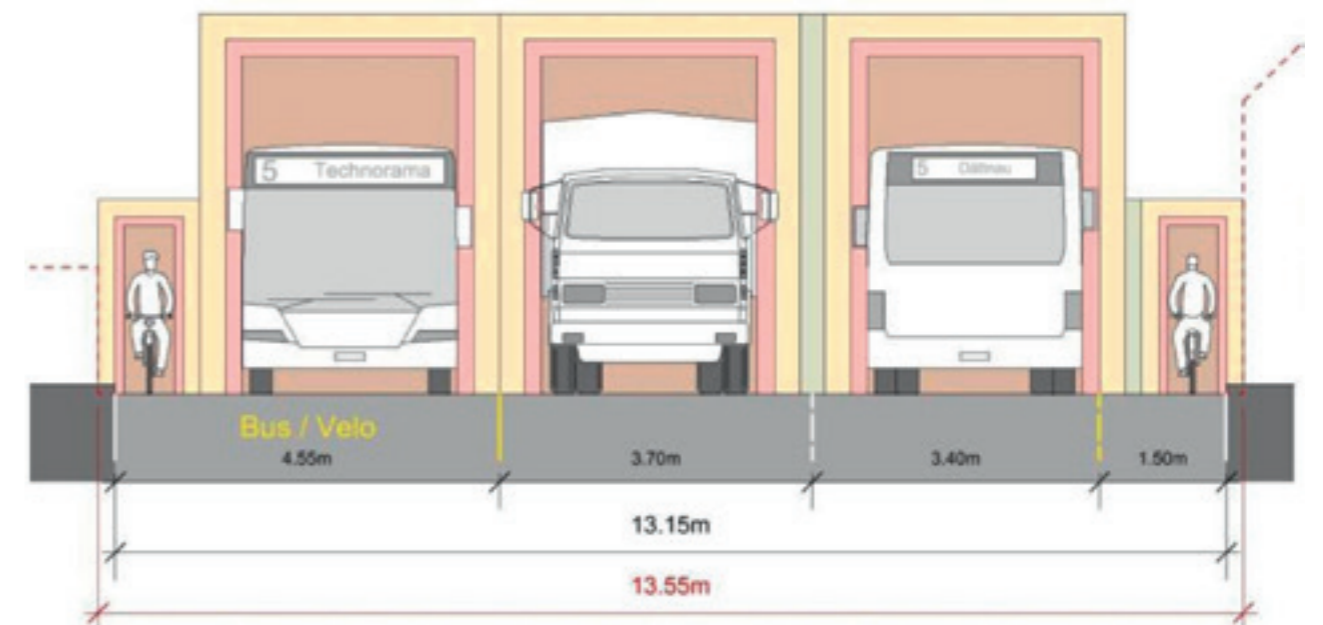 5 Technorama
5 Dättnau
Bus / Velo
4.55m 3.70m 3.40m 1.50m
13.15m
13.55m